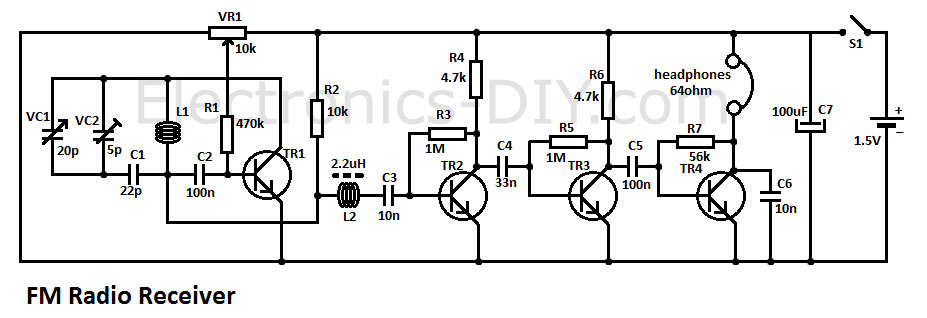 VR1
10k
S1
R4
4.7k
R6
4.7k
headphones
64ohm
Electronics-DIY.com
R2
10k
VC1
VC2
L1
R1
470k
100uF
C7
+
1.5V
–
20p
5p
C1
22p
C2
100n
TR1
2.2uH
L2
C3
10n
R3
1M
TR2
C4
33n
R5
1M
TR3
C5
100n
R7
56k
TR4
C6
10n
FM Radio Receiver